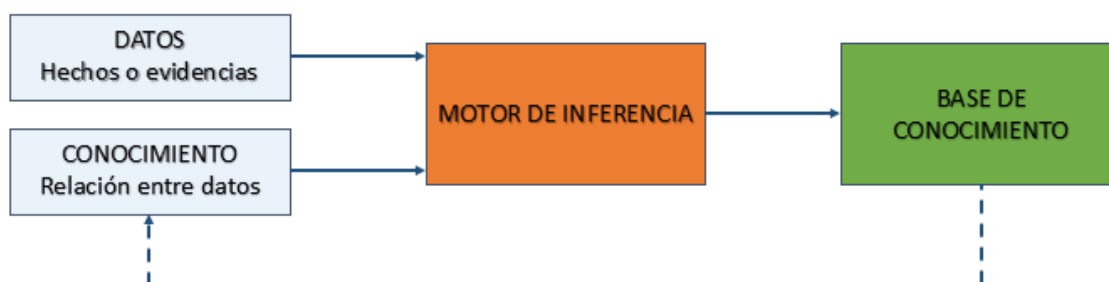 DATOS
Hechos o evidencias
CONOCIMIENTO
Relación entre datos
MOTOR DE INFERENCIA
BASE DE
CONOCIMIENTO